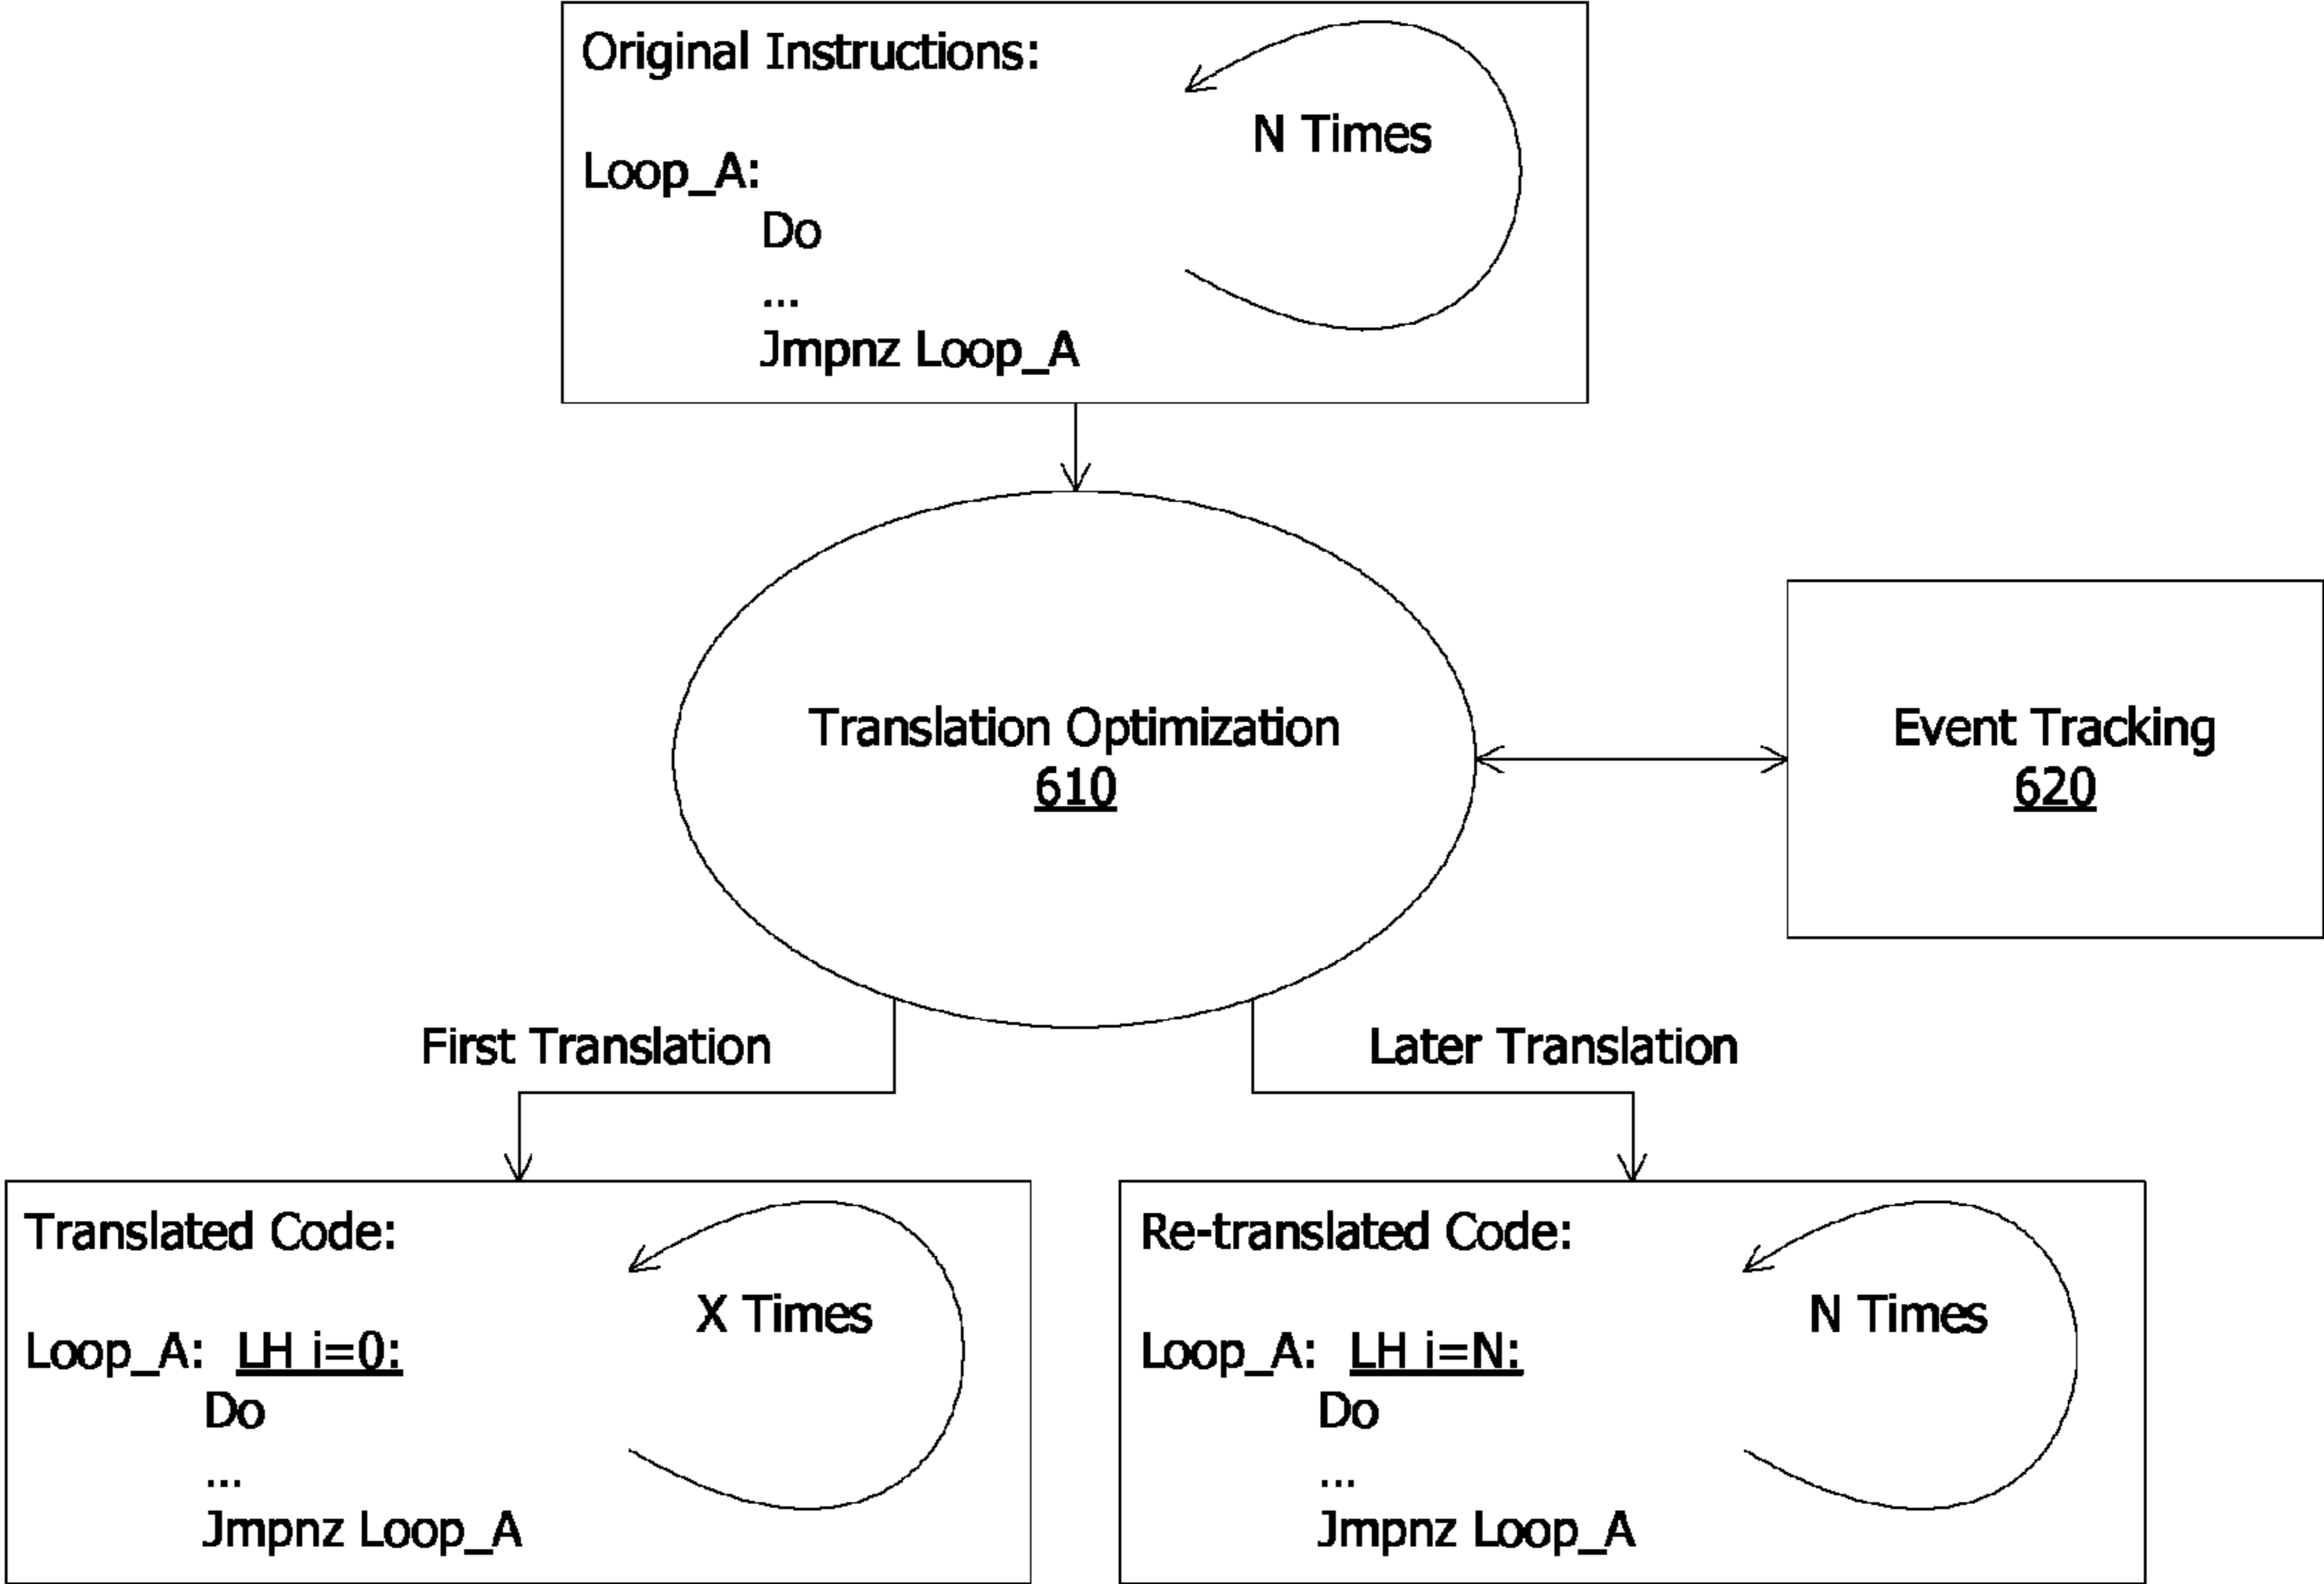 Original Instructions:
N Times
Loop_A:
Do
...
Jmpnz Loop_A
Translation Optimization
610
Event Tracking
620
First Translation
Later Translation
Translated Code:
X Times
Loop_A: LH i=0:
Do
...
Jmpnz Loop_A
Re-translated Code:
N Times
Loop_A: LH i=N:
Do
...
Jmpnz Loop_A